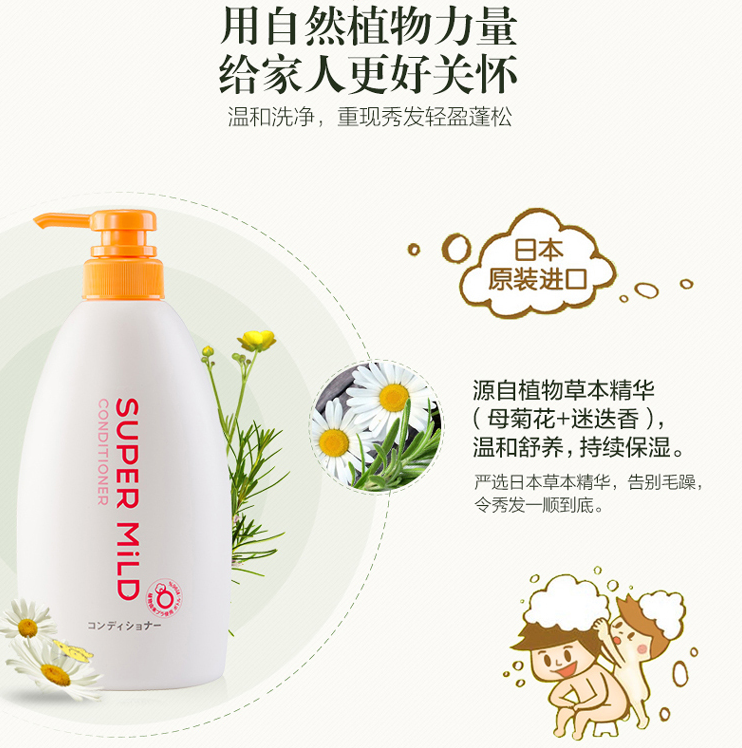 用自然植物力量
给家人更好关怀
温和洗净，重现秀发轻盈蓬松
日本
原装进口
SUPER MiLD
CONDITIONER
コンディショナー
源自植物草本精华
（母菊花+迷迭香），
温和舒养，持续保湿。
严选日本草本精华，告别毛躁，
令秀发一顺到底。